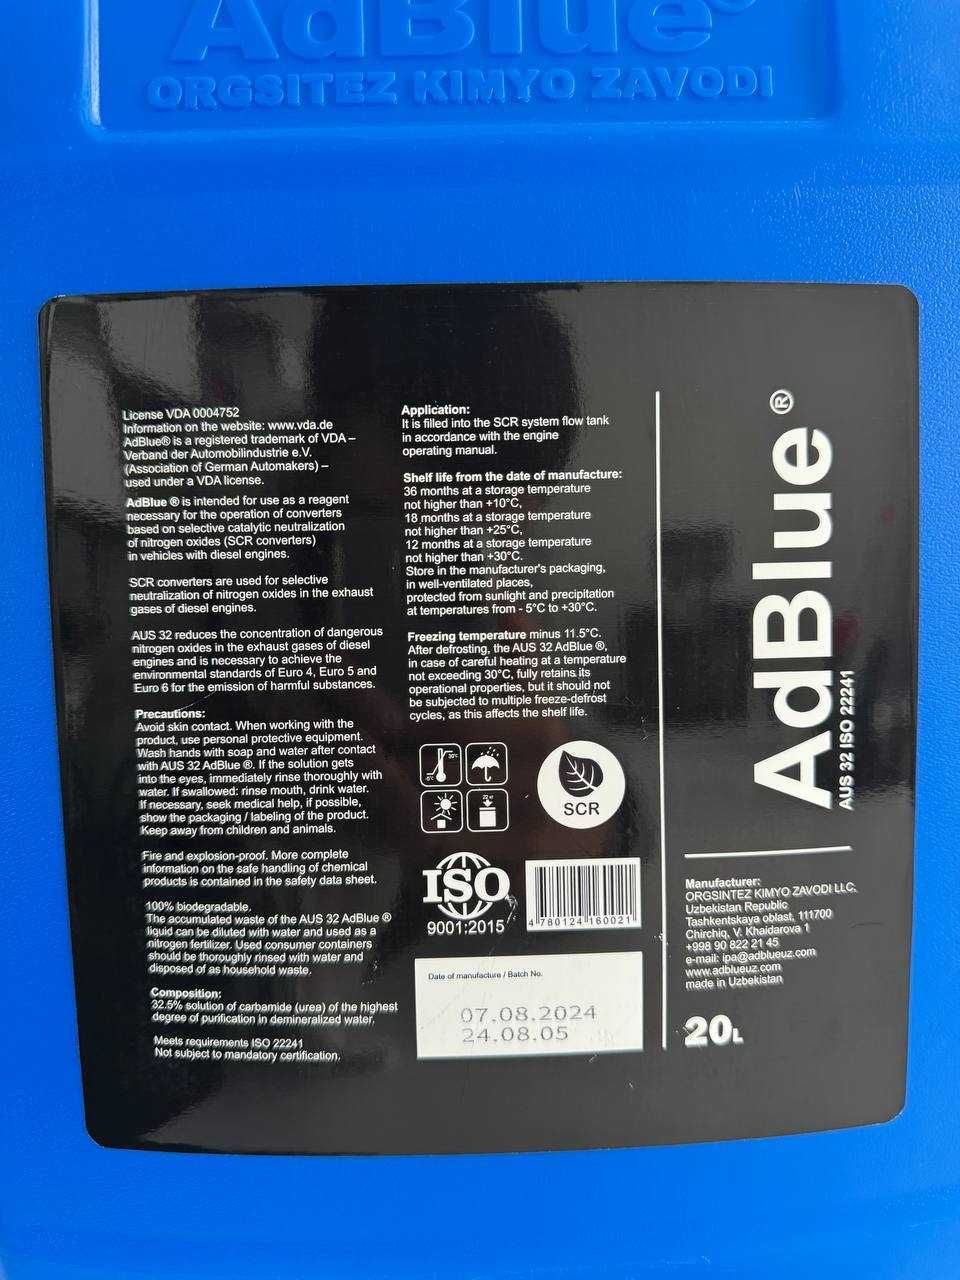 AdBlue®
ORGSITEZ KIMYO ZAVODI
License VDA 0004752
Information on the website: www.vda.de
AdBlue® is a registered trademark of VDA –
Verband der Automobilindustrie e.V.
(Association of German Automakers) –
used under a VDA license.
AdBlue ® is intended for use as a reagent
necessary for the operation of converters
based on selective catalytic neutralization
of nitrogen oxides (SCR converters)
in vehicles with diesel engines.
SCR converters are used for selective
neutralization of nitrogen oxides in the exhaust
gases of diesel engines.
AUS 32 reduces the concentration of dangerous
nitrogen oxides in the exhaust gases of diesel
engines and is necessary to achieve the
environmental standards of Euro 4, Euro 5 and
Euro 6 for the emission of harmful substances.
Precautions:
Avoid skin contact. When working with the
product, use personal protective equipment.
Wash hands with soap and water after contact
with AUS 32 AdBlue ®. If the solution gets
into the eyes, immediately rinse thoroughly with
water. If swallowed: rinse mouth, drink water.
If necessary, seek medical help, if possible,
show the packaging / labeling of the product.
Keep away from children and animals.
Fire and explosion-proof. More complete
information on the safe handling of chemical
products is contained in the safety data sheet.
100% biodegradable.
The accumulated waste of the AUS 32 AdBlue ®
liquid can be diluted with water and used as a
nitrogen fertilizer. Used consumer containers
should be thoroughly rinsed with water and
disposed of as household waste.
Composition:
32.5% solution of carbamide (urea) of the highest
degree of purification in demineralized water.
Meets requirements ISO 22241
Not subject to mandatory certification.
Application:
It is filled into the SCR system flow tank
in accordance with the engine
operating manual.
Shelf life from the date of manufacture:
36 months at a storage temperature
not higher than +10°C,
18 months at a storage temperature
not higher than +25°C,
12 months at a storage temperature
not higher than +30°C.
Store in the manufacturer's packaging,
in well-ventilated places,
protected from sunlight and precipitation
at temperatures from - 5°C to +30°C.
Freezing temperature minus 11.5°C.
After defrosting, the AUS 32 AdBlue ®,
in case of careful heating at a temperature
not exceeding 30°C, fully retains its
operational properties, but it should not
be subjected to multiple freeze-defrost
cycles, as this affects the shelf life.
30°C
-5°C
SCR
ISO
9001:2015
4 780124 160021
Date of manufacture / Batch No.
07.08.2024
24.08.05
AdBlue ®
AUS 32 ISO 22241
Manufacturer:
ORGSINTEZ KIMYO ZAVODI LLC.
Uzbekistan Republic
Tashkentskaya oblast, 111700
Chirchiq, V. Khaidarova 1
+998 90 822 21 45
e-mail: ipa@adblueuz.com
www.adblueuz.com
made in Uzbekistan
20L